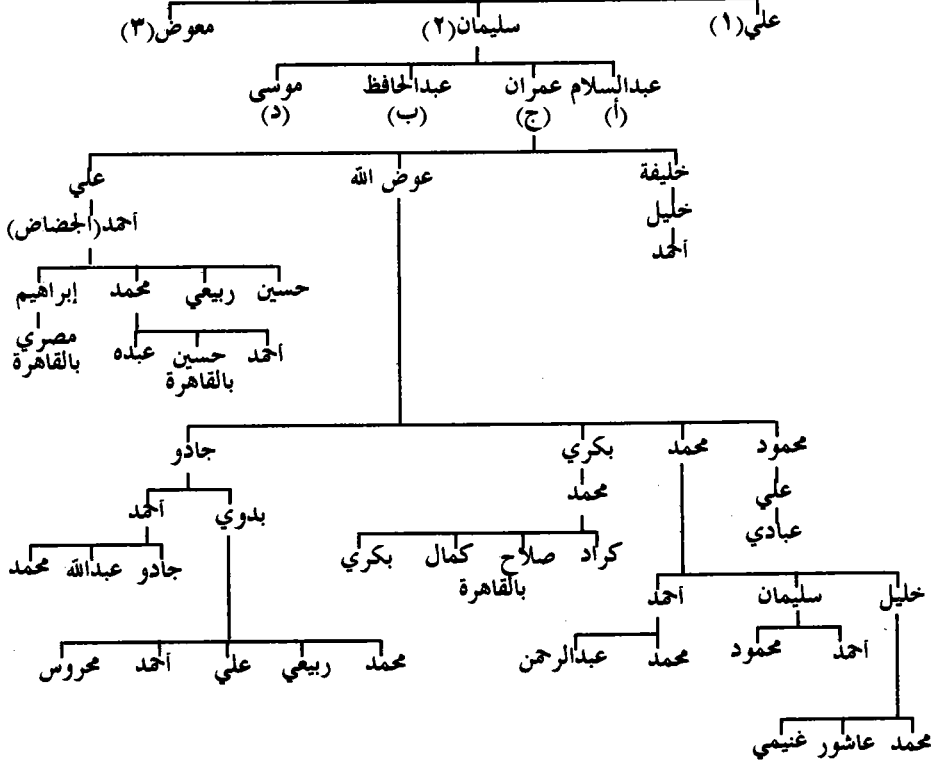 علي(١) سليمان(٢) معوض(٣)
عبدالسلام عمران عبدالحافظ موسى
(أ) (ج) (ب) (د)
خليفة عوض الله علي
خليل أحمد(الجضاض)
أحمد
حسين ربيعي محمد إبراهيم
أحمد حسين عبده مصري
بالقاهرة بالقاهرة
محمود محمد بكري جادو
علي محمد بدوي أحمد
عبادي كراد صلاح كمال بكري جادو عبدالله محمد
بالقاهرة
خليل سليمان أحمد
أحمد محمود محمد عبدالرحمن محمد ربيعي علي أحمد محروس
محمد عاشور غنيمي